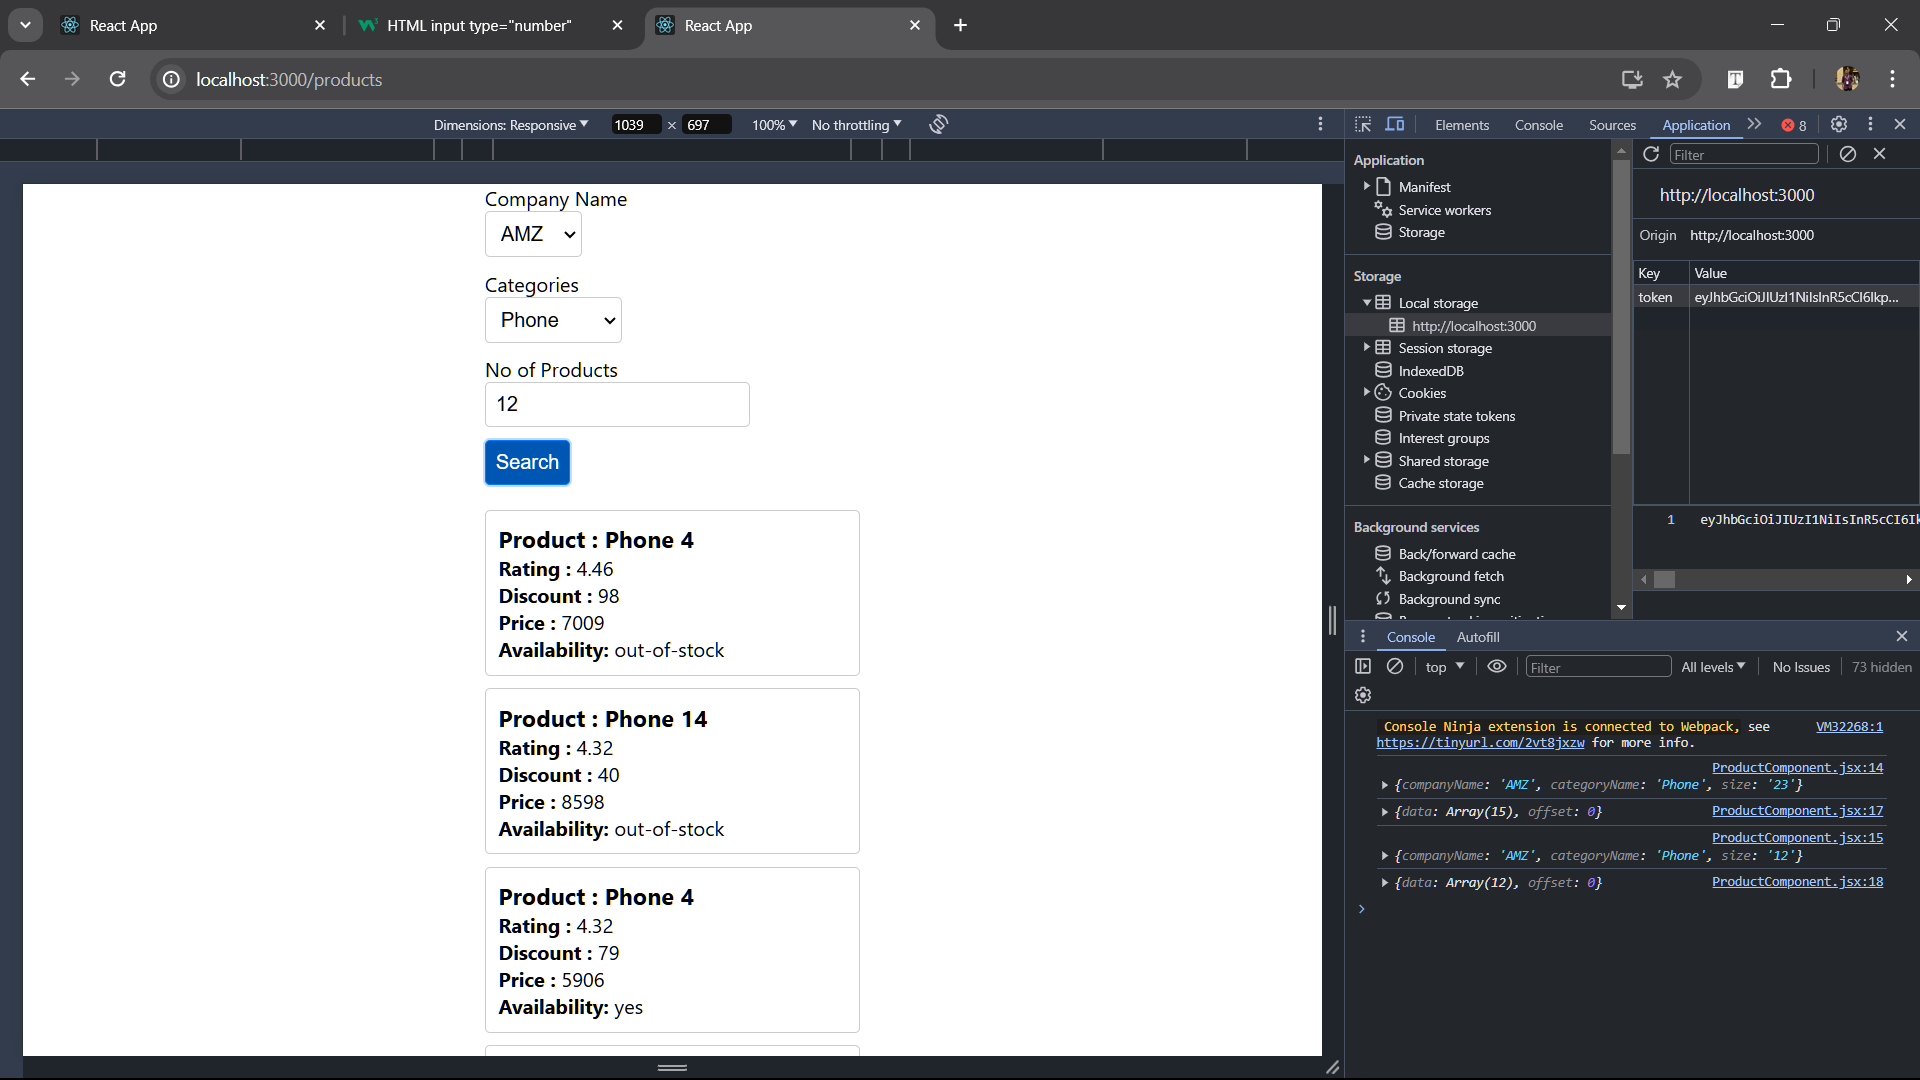 React App
HTML input type="number"
React App
localhost:3000/products
Dimensions: Responsive
1039
×
697
100%
No throttling
Elements
Console
Sources
Application
8
Company Name
AMZ
Categories
Phone
No of Products
12
Search
Product : Phone 4
Rating : 4.46
Discount : 98
Price : 7009
Availability: out-of-stock
Product : Phone 14
Rating : 4.32
Discount : 40
Price : 8598
Availability: out-of-stock
Product : Phone 4
Rating : 4.32
Discount : 79
Price : 5906
Availability: yes
Application
Manifest
Service workers
Storage
Storage
Local storage
http://localhost:3000
Session storage
IndexedDB
Cookies
Private state tokens
Interest groups
Shared storage
Cache storage
Background services
Back/forward cache
Background fetch
Background sync
Filter
http://localhost:3000
Origin http://localhost:3000
Key Value
token eyJhbGciOiJIUzI1NiIsInR5cCI6Ikp...
1 eyJhbGciOiJIUzI1NiIsInR5cCI6Ik
Console
Autofill
top
Filter
All levels
No Issues
73 hidden
Console Ninja extension is connected to Webpack, see VM32268:1
https://tinyurl.com/2vt8jxzw for more info.
ProductComponent.jsx:14
{companyName: 'AMZ', categoryName: 'Phone', size: '23'}
{data: Array(15), offset: 0} ProductComponent.jsx:17
ProductComponent.jsx:15
{companyName: 'AMZ', categoryName: 'Phone', size: '12'}
{data: Array(12), offset: 0} ProductComponent.jsx:18